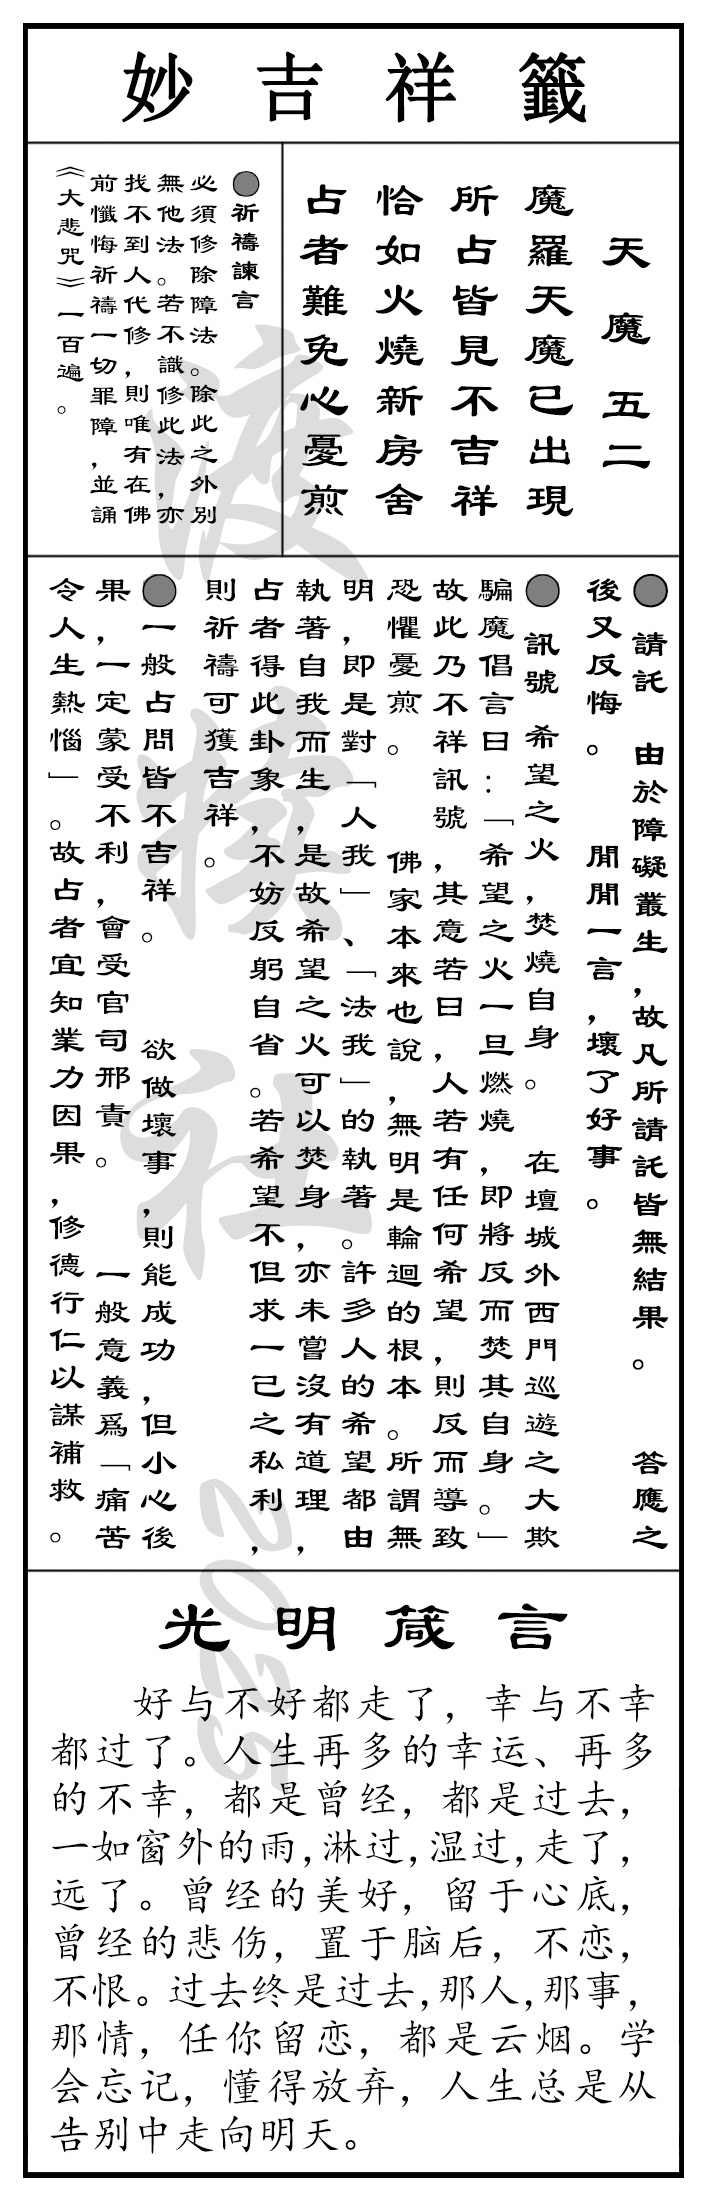 妙吉祥籤
天魔 五二
魔羅天魔已出現
所占皆見不吉祥
恰如火燒新房舍
占者難免心憂煎
●祈禱諫言
必須修除障法。除此之外別
無他法。若不識修此法，亦
找不到人代修，則唯有在佛
前懺悔祈禱一切罪障，並誦
《大悲咒》一百遍。
● 請託 由於障礙叢生，故凡所請託皆無結果。 答應之
後又反悔。 閒閒一言，壞了好事。
● 訊號 希望之火，焚燒自身。 在壇城外西門巡遊之大欺
騙魔倡言曰：「希望之火一旦燃燒，即將反而焚其自身。」
故此乃不祥訊號，其意若曰，人若有任何希望，則反而導致
恐懼憂煎。 佛家本來也說，無明是輪迴的根本。所謂無
明，即是對「人我」、「法我」的執著。許多人的希望都由
執著自我而生，是故希望之火可以焚身，亦未嘗沒有道理，
占者得此卦象，不妨反躬自省。若希望不但求一己之私利，
則祈禱可獲吉祥。
●一般占問皆不吉祥。 欲做壞事，則能成功，但小心後
果，一定蒙受不利，會受官司邢責。 一般意義爲「痛苦
令人生熱惱」。故占者宜知業力因果，修德行仁以謀補救。
光明箴言
好与不好都走了，幸与不幸
都过了。人生再多的幸运、再多
的不幸，都是曾经，都是过去，
一如窗外的雨,淋过,湿过,走了,
远了。曾经的美好，留于心底，
曾经的悲伤，置于脑后，不恋，
不恨。过去终是过去,那人,那事,
那情，任你留恋，都是云烟。学
会忘记，懂得放弃，人生总是从
告别中走向明天。
渡模社
2025